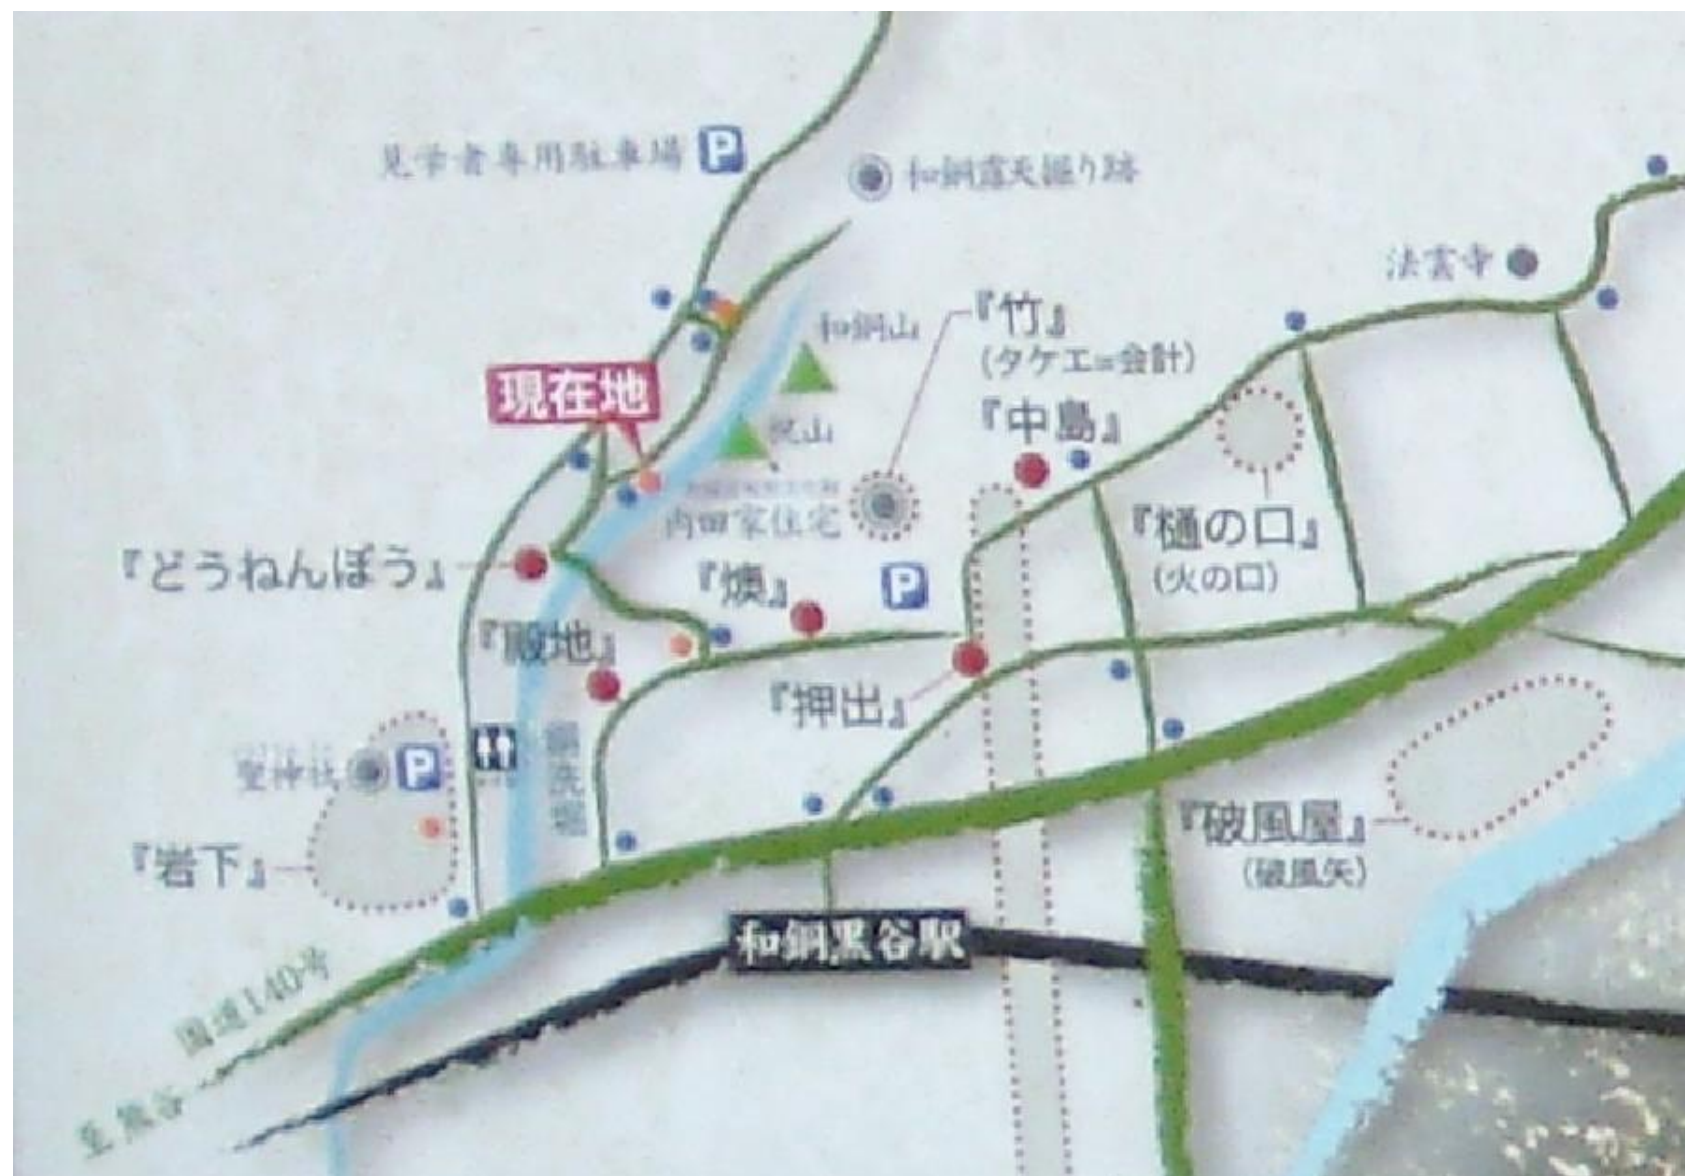 見学者専用駐車場 P
和銅露天掘り跡
法雲寺
和銅山
『竹』
(タケエ=会計)
現在地
祝山
『中島』
内田家住宅
『樋の口』
(火の口)
『どうねんぼう』
『燠』
P
『殿地』
『押出』
聖神社 P
銅洗堀
『岩下』
『破風屋』
(破風矢)
和銅黒谷駅
国道140号
至熊谷